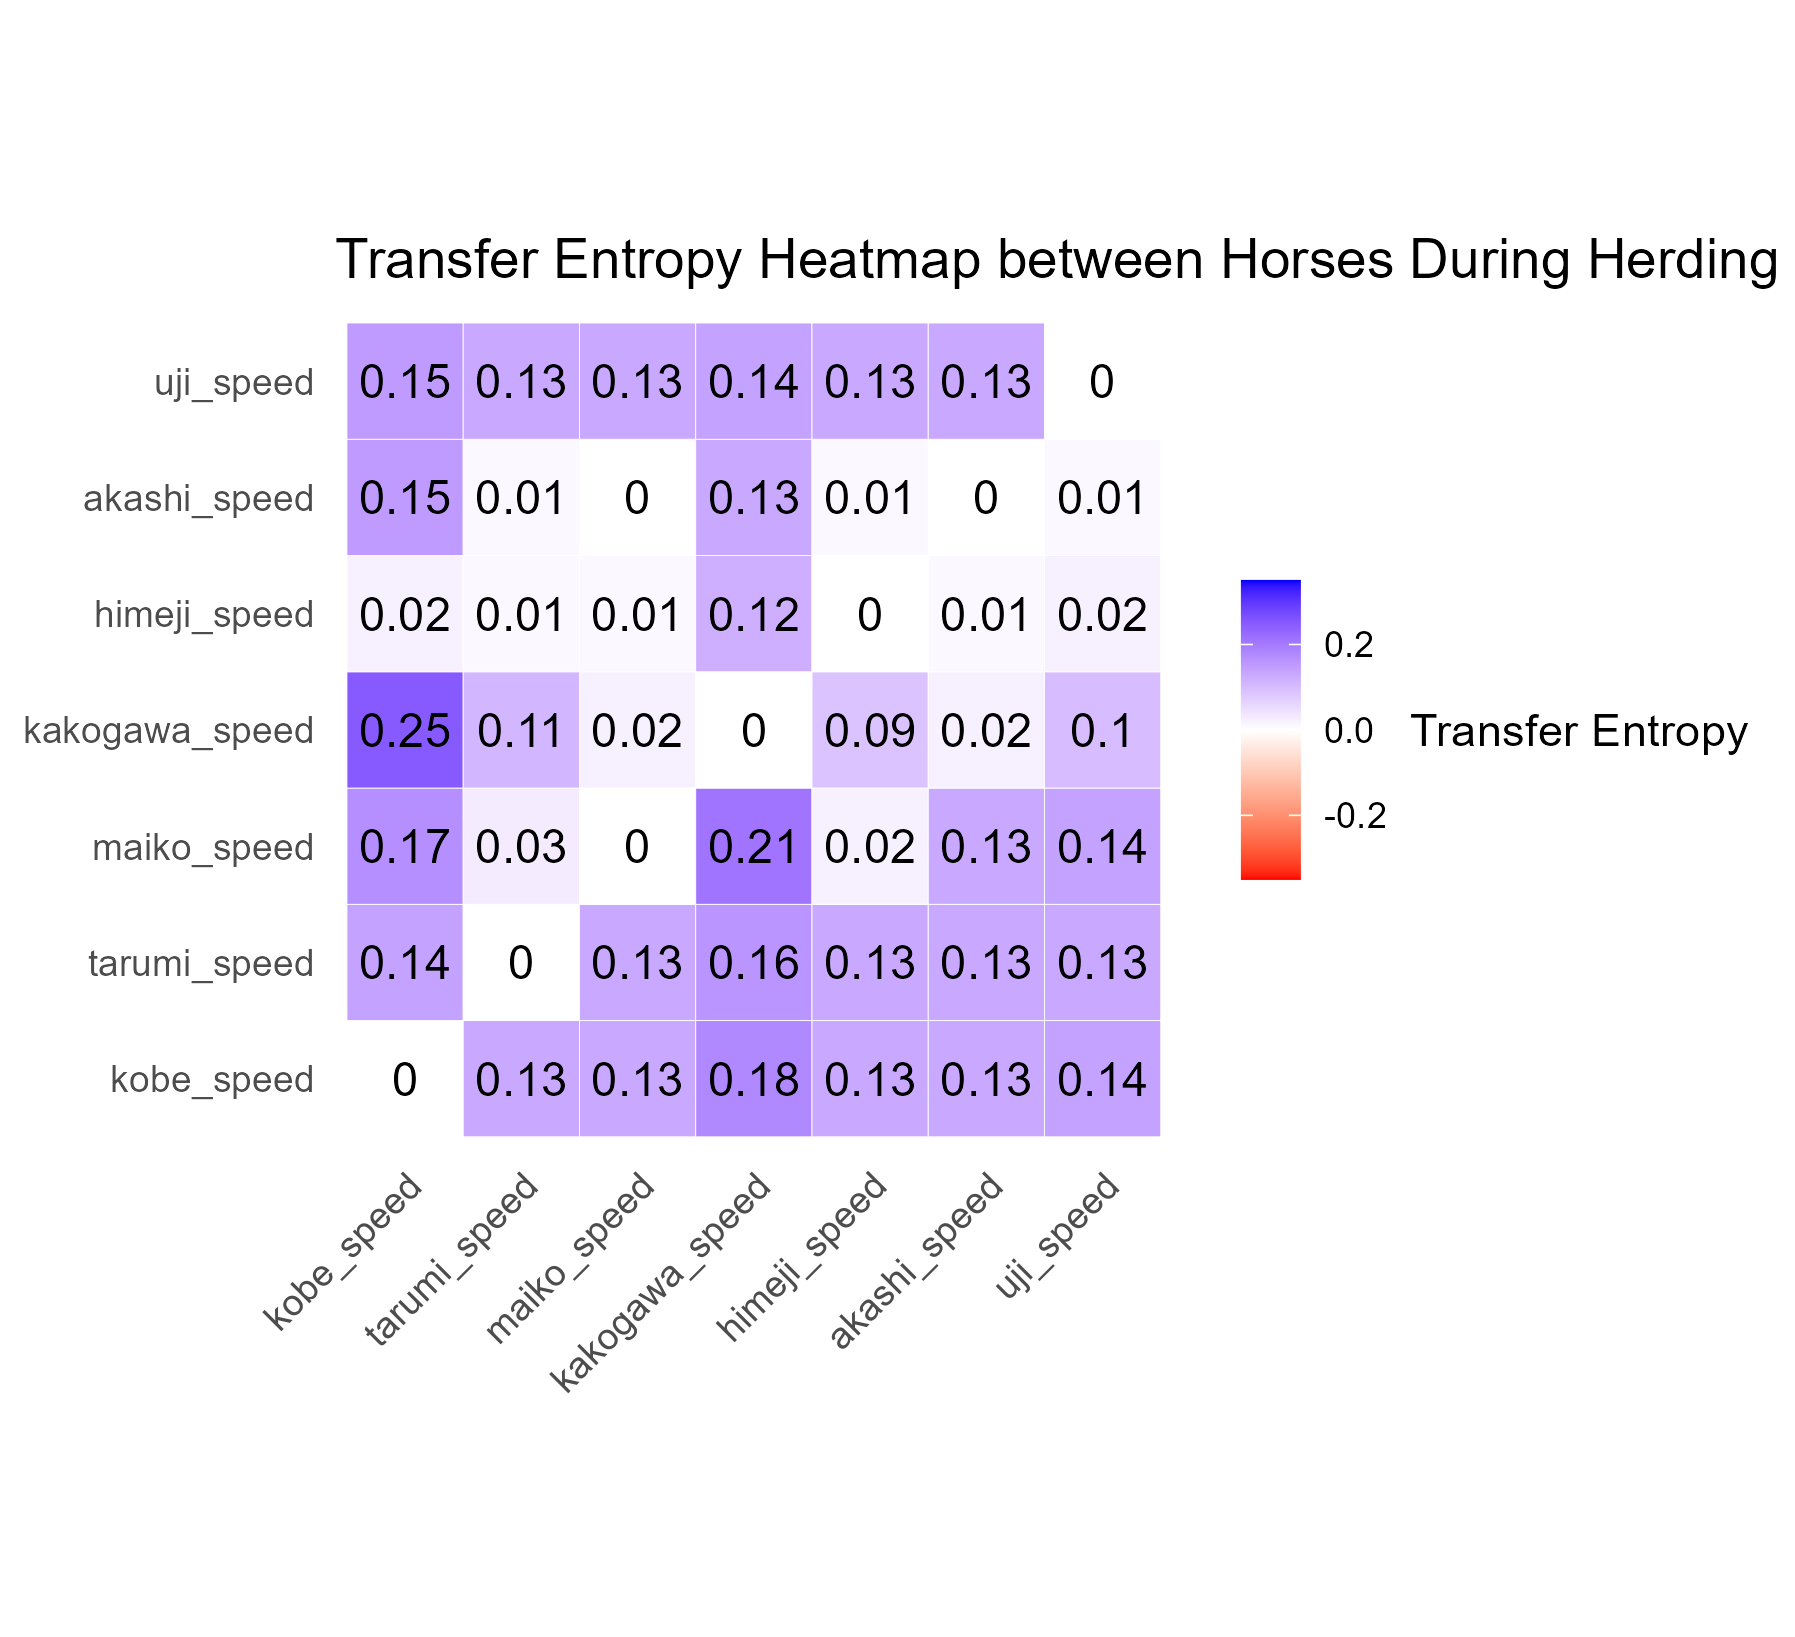 Transfer Entropy Heatmap between Horses During Herding
uji_speed 0.15 0.13 0.13 0.14 0.13 0.13 0
akashi_speed 0.15 0.01 0 0.13 0.01 0 0.01
himeji_speed 0.02 0.01 0.01 0.12 0 0.01 0.02
kakogawa_speed 0.25 0.11 0.02 0 0.09 0.02 0.1
maiko_speed 0.17 0.03 0 0.21 0.02 0.13 0.14
tarumi_speed 0.14 0 0.13 0.16 0.13 0.13 0.13
kobe_speed 0 0.13 0.13 0.18 0.13 0.13 0.14
kobe_speed
tarumi_speed
maiko_speed
kakogawa_speed
himeji_speed
akashi_speed
uji_speed
0.2
0.0
-0.2
Transfer Entropy